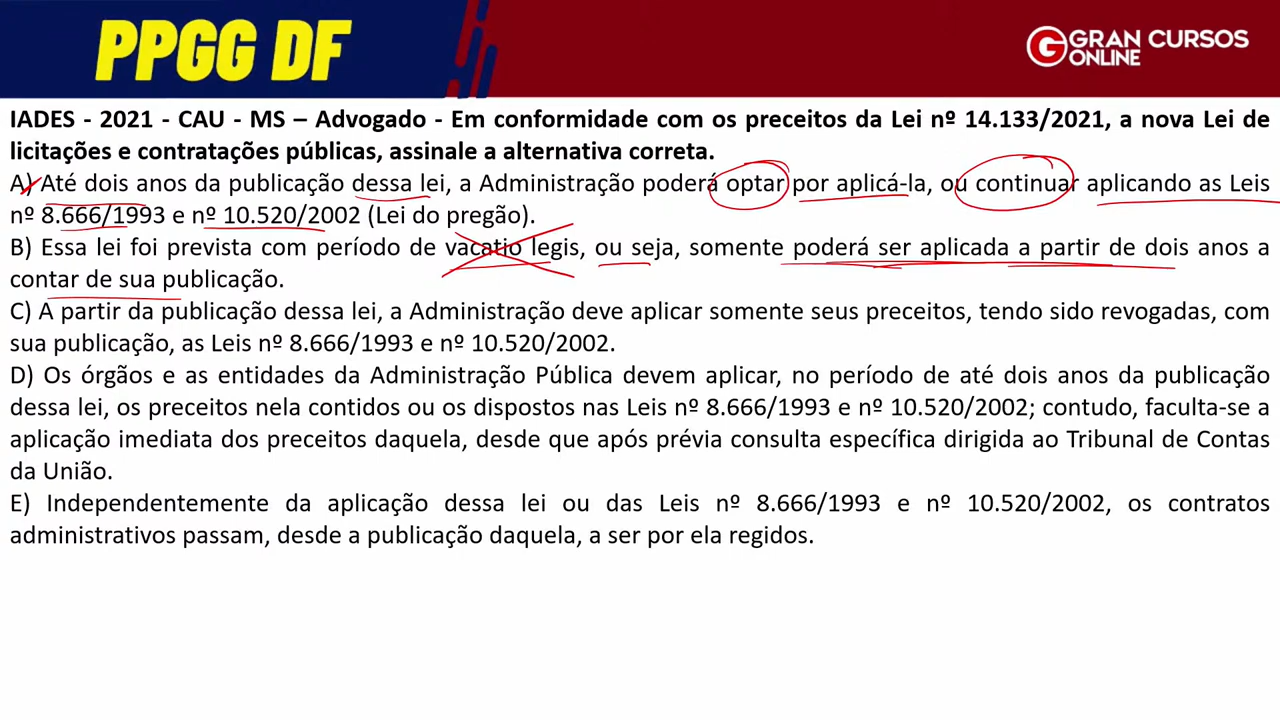 PPGG DF
GRAN CURSOS
ONLINE
IADES - 2021 - CAU - MS – Advogado - Em conformidade com os preceitos da Lei nº 14.133/2021, a nova Lei de
licitações e contratações públicas, assinale a alternativa correta.
A) Até dois anos da publicação dessa lei, a Administração poderá optar por aplicá-la, ou continuar aplicando as Leis
nº 8.666/1993 e nº 10.520/2002 (Lei do pregão).
B) Essa lei foi prevista com período de vacatio legis, ou seja, somente poderá ser aplicada a partir de dois anos a
contar de sua publicação.
C) A partir da publicação dessa lei, a Administração deve aplicar somente seus preceitos, tendo sido revogadas, com
sua publicação, as Leis nº 8.666/1993 e nº 10.520/2002.
D) Os órgãos e as entidades da Administração Pública devem aplicar, no período de até dois anos da publicação
dessa lei, os preceitos nela contidos ou os dispostos nas Leis nº 8.666/1993 e nº 10.520/2002; contudo, faculta-se a
aplicação imediata dos preceitos daquela, desde que após prévia consulta específica dirigida ao Tribunal de Contas
da União.
E) Independentemente da aplicação dessa lei ou das Leis nº 8.666/1993 e nº 10.520/2002, os contratos
administrativos passam, desde a publicação daquela, a ser por ela regidos.